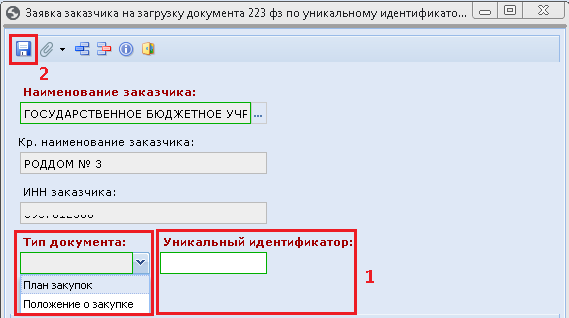 Заявка заказчика на загрузку документа 223 фз по уникальному идентификато...
2
Наименование заказчика:
ГОСУДАРСТВЕННОЕ БЮДЖЕТНОЕ УЧР ...
Кр. наименование заказчика:
РОДДОМ № 3
ИНН заказчика:
Тип документа: Уникальный идентификатор:
План закупок
Положение о закупке
1